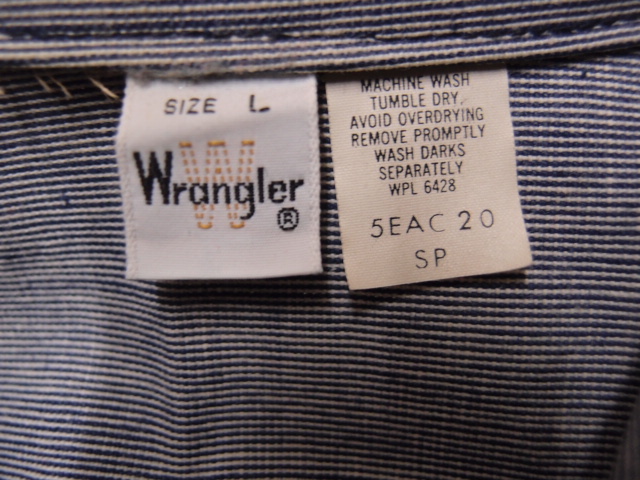 SIZE L
W
Wrangler
®
MACHINE WASH
TUMBLE DRY.
AVOID OVERDRYING
REMOVE PROMPTLY
WASH DARKS
SEPARATELY
WPL 6428
5EAC 20
SP